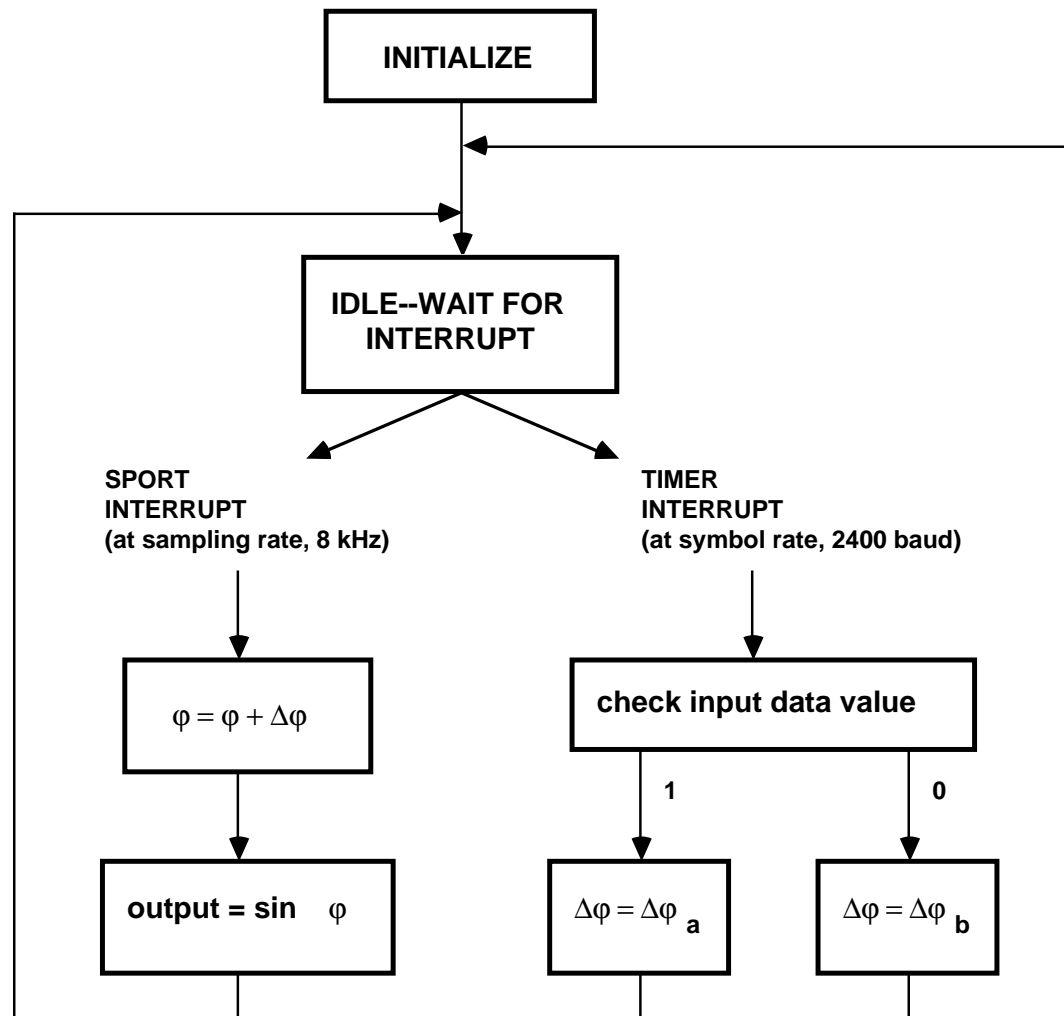 INITIALIZE
IDLE--WAIT FOR
INTERRUPT
SPORT
INTERRUPT
(at sampling rate, 8 kHz)
TIMER
INTERRUPT
(at symbol rate, 2400 baud)
φ = φ + Δφ
check input data value
1
0
output = sin φ
Δφ = Δφ a
Δφ = Δφ b